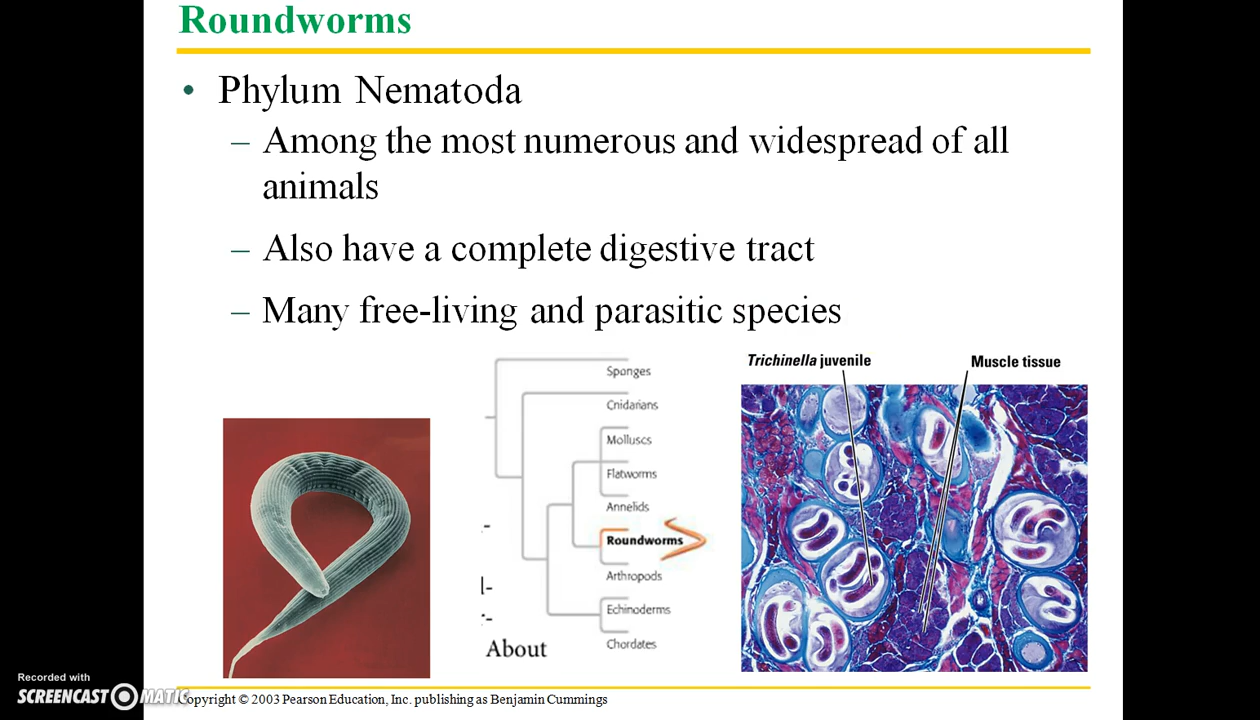 Roundworms
• Phylum Nematoda
– Among the most numerous and widespread of all
animals
– Also have a complete digestive tract
– Many free-living and parasitic species
Trichinella juvenile
Muscle tissue
Sponges
Cnidarians
Molluscs
Flatworms
Annelids
Roundworms
Arthropods
Echinoderms
Chordates
About
Recorded with
SCREENCAST MATIC
Copyright © 2003 Pearson Education, Inc. publishing as Benjamin Cummings